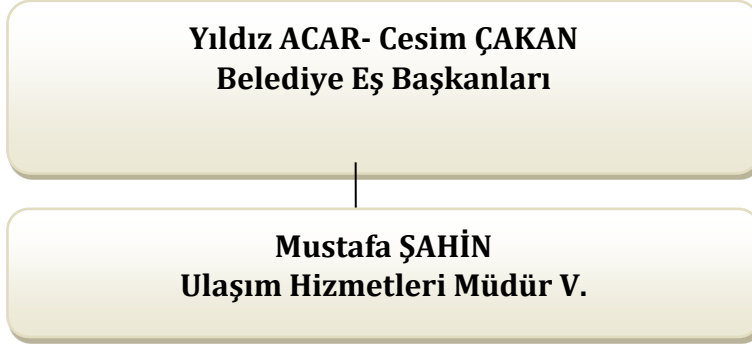 Yıldız ACAR- Cesim ÇAKAN
Belediye Eş Başkanları
Mustafa ŞAHİN
Ulaşım Hizmetleri Müdür V.